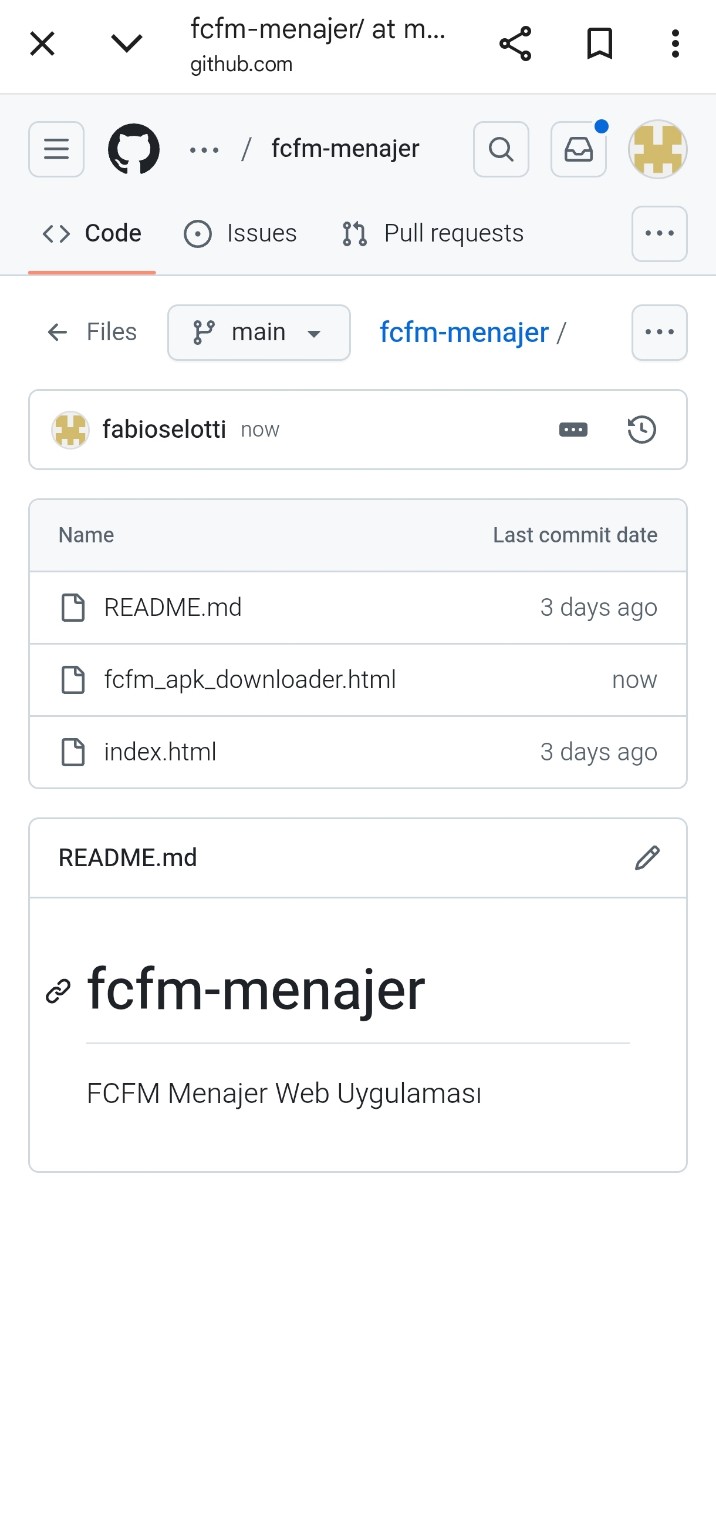 fcfm-menajer/ at m...
github.com
... / fcfm-menajer
Code Issues Pull requests
Files main fcfm-menajer /
fabioselotti now
Name Last commit date
README.md 3 days ago
fcfm_apk_downloader.html now
index.html 3 days ago
README.md
fcfm-menajer
FCFM Menajer Web Uygulaması